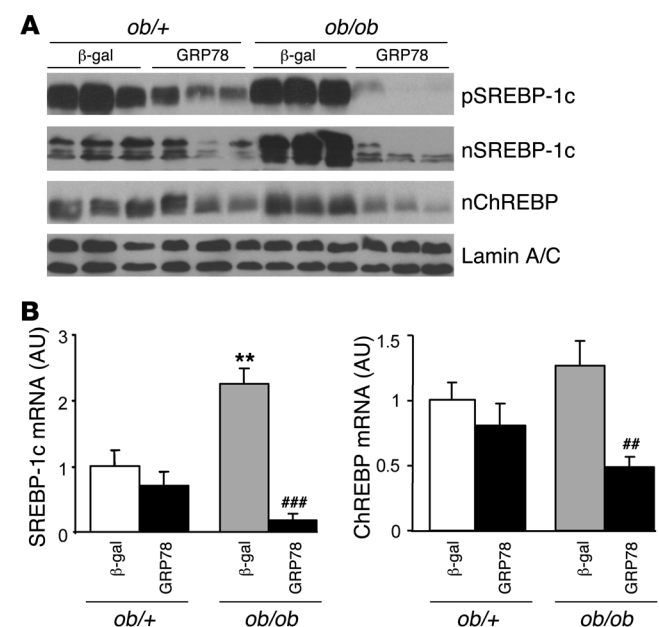 A
ob/+ ob/ob
β-gal GRP78 β-gal GRP78
pSREBP-1c
nSREBP-1c
nChREBP
Lamin A/C
B
SREBP-1c mRNA (AU)
3
2
1
0
**
###
β-gal GRP78 β-gal GRP78
ob/+ ob/ob
ChREBP mRNA (AU)
1.5
1
0.5
0
##
β-gal GRP78 β-gal GRP78
ob/+ ob/ob